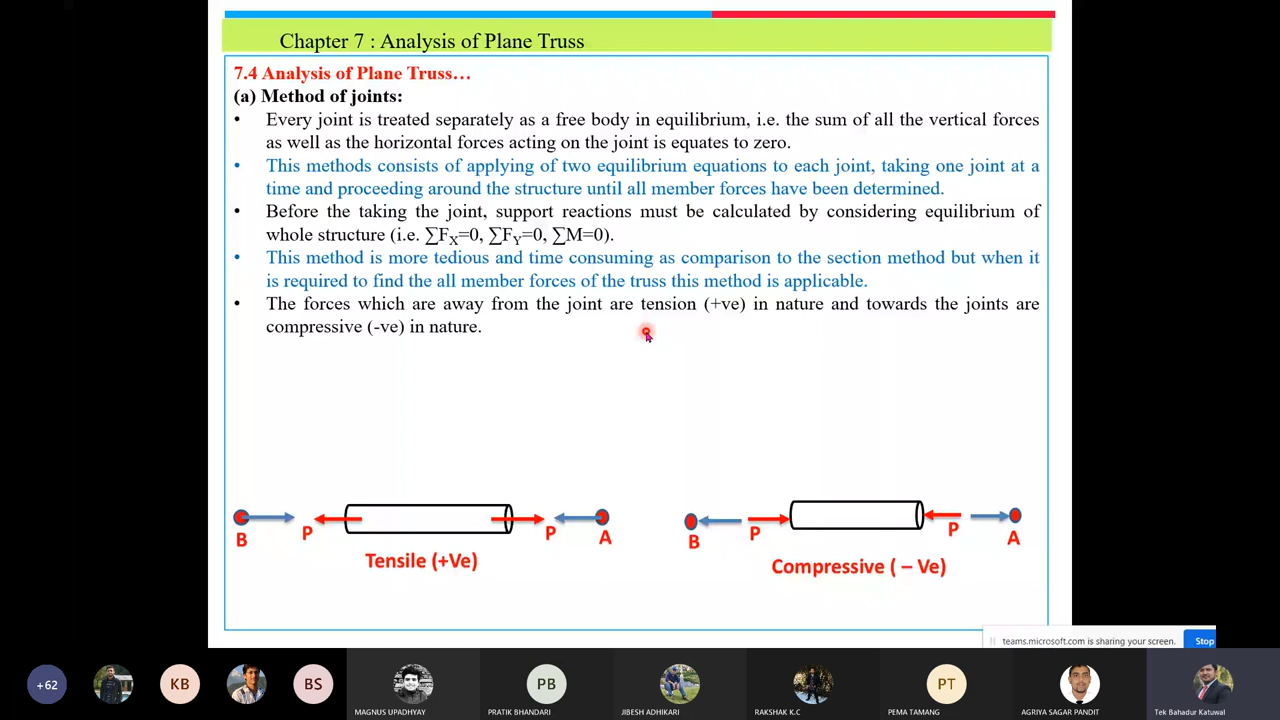 Chapter 7 : Analysis of Plane Truss
7.4 Analysis of Plane Truss…
(a) Method of joints:
• Every joint is treated separately as a free body in equilibrium, i.e. the sum of all the vertical forces
as well as the horizontal forces acting on the joint is equates to zero.
• This methods consists of applying of two equilibrium equations to each joint, taking one joint at a
time and proceeding around the structure until all member forces have been determined.
• Before the taking the joint, support reactions must be calculated by considering equilibrium of
whole structure (i.e. ∑FX=0, ∑FY=0, ∑M=0).
• This method is more tedious and time consuming as comparison to the section method but when it
is required to find the all member forces of the truss this method is applicable.
• The forces which are away from the joint are tension (+ve) in nature and towards the joints are
compressive (-ve) in nature.
B P P A B P P A
Tensile (+Ve) Compressive ( – Ve)
teams.microsoft.com is sharing your screen. Stop
+62 KB BS PB PT
MAGNUS UPADHYAY PRATIK BHANDARI JIBESH ADHIKARI RAKSHAK K.C PEMA TAMANG AGRIYA SAGAR PANDIT Tek Bahadur Katuwal